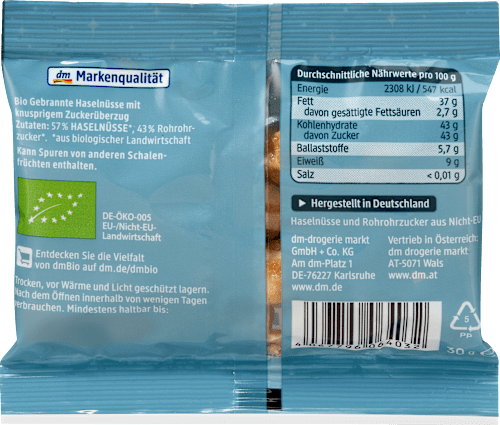 dm Markenqualität
Bio Gebrannte Haselnüsse mit
knusprigem Zuckerüberzug
Zutaten: 57% HASELNÜSSE*, 43% Rohrohr-
zucker*. *aus biologischer Landwirtschaft
Kann Spuren von anderen Schalen-
früchten enthalten.
DE-ÖKO-005
EU-/Nicht-EU-
Landwirtschaft
Entdecken Sie die Vielfalt
von dmBio auf dm.de/dmbio
Trocken, vor Wärme und Licht geschützt lagern.
Nach dem Öffnen innerhalb von wenigen Tagen
verbrauchen. Mindestens haltbar bis:
Durchschnittliche Nährwerte pro 100 g
Energie 2308 kJ / 547 kcal
Fett 37 g
davon gesättigte Fettsäuren 2,7 g
Kohlenhydrate 43 g
davon Zucker 43 g
Ballaststoffe 5,7 g
Eiweiß 9 g
Salz < 0,01 g
Hergestellt in Deutschland
Haselnüsse und Rohrohrzucker aus Nicht-EU
dm-drogerie markt
GmbH + Co. KG
Am dm-Platz 1
DE-76227 Karlsruhe
www.dm.de
Vertrieb in Österreich:
dm drogerie markt
AT-5071 Wals
www.dm.at
5
PP
30 g e